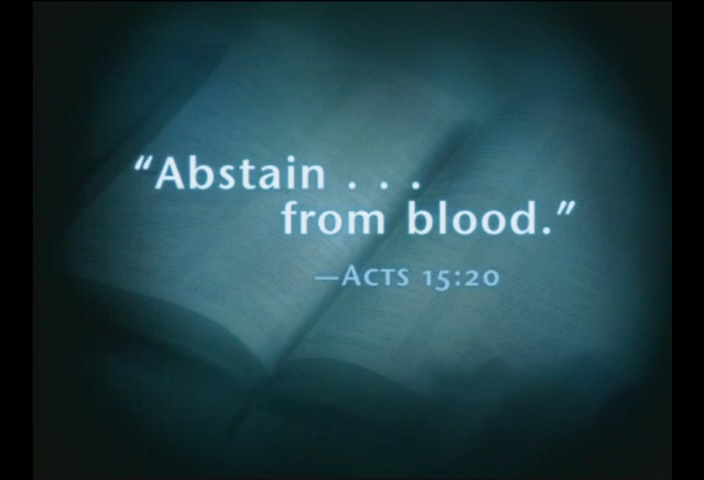 “Abstain . . .
from blood.”
—ACTS 15:20